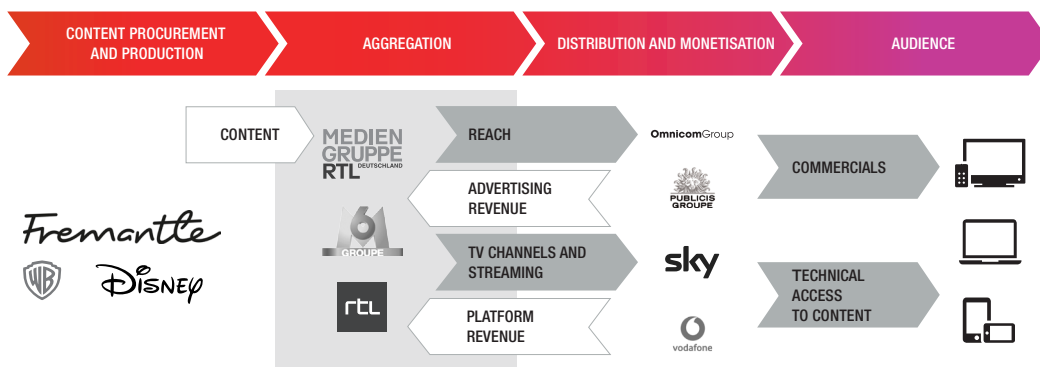 CONTENT PROCUREMENT
AND PRODUCTION
AGGREGATION
DISTRIBUTION AND MONETISATION
AUDIENCE
CONTENT
MEDIEN
GRUPPE
RTL DEUTSCHLAND
REACH
OmnicomGroup
COMMERCIALS
ADVERTISING
REVENUE
PUBLICIS
GROUPE
Fremantle
WB
DISNEY
6
GROUPE
TV CHANNELS AND
STREAMING
sky
TECHNICAL
ACCESS
TO CONTENT
rtl
PLATFORM
REVENUE
vodafone